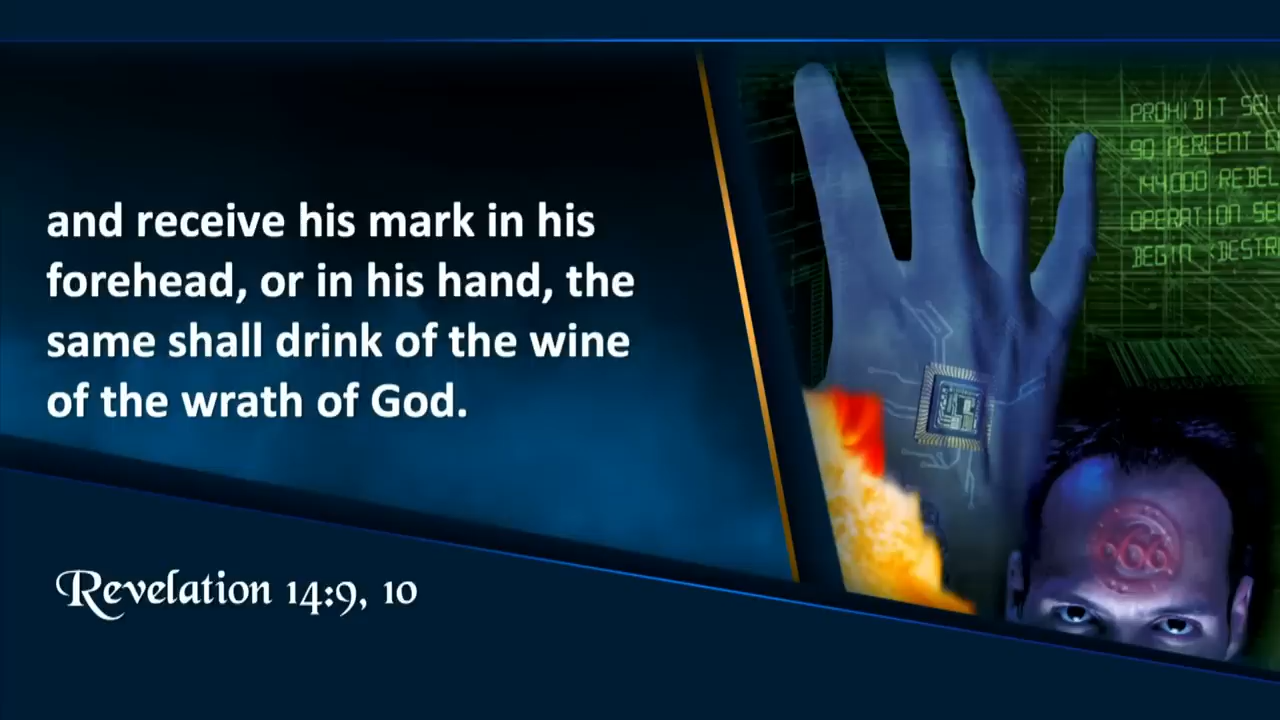 and receive his mark in his
forehead, or in his hand, the
same shall drink of the wine
of the wrath of God.
Revelation 14:9, 10
PROHIBIT
90 PERCENT
144,000 REBEL
OPERATION
BEGIN
666